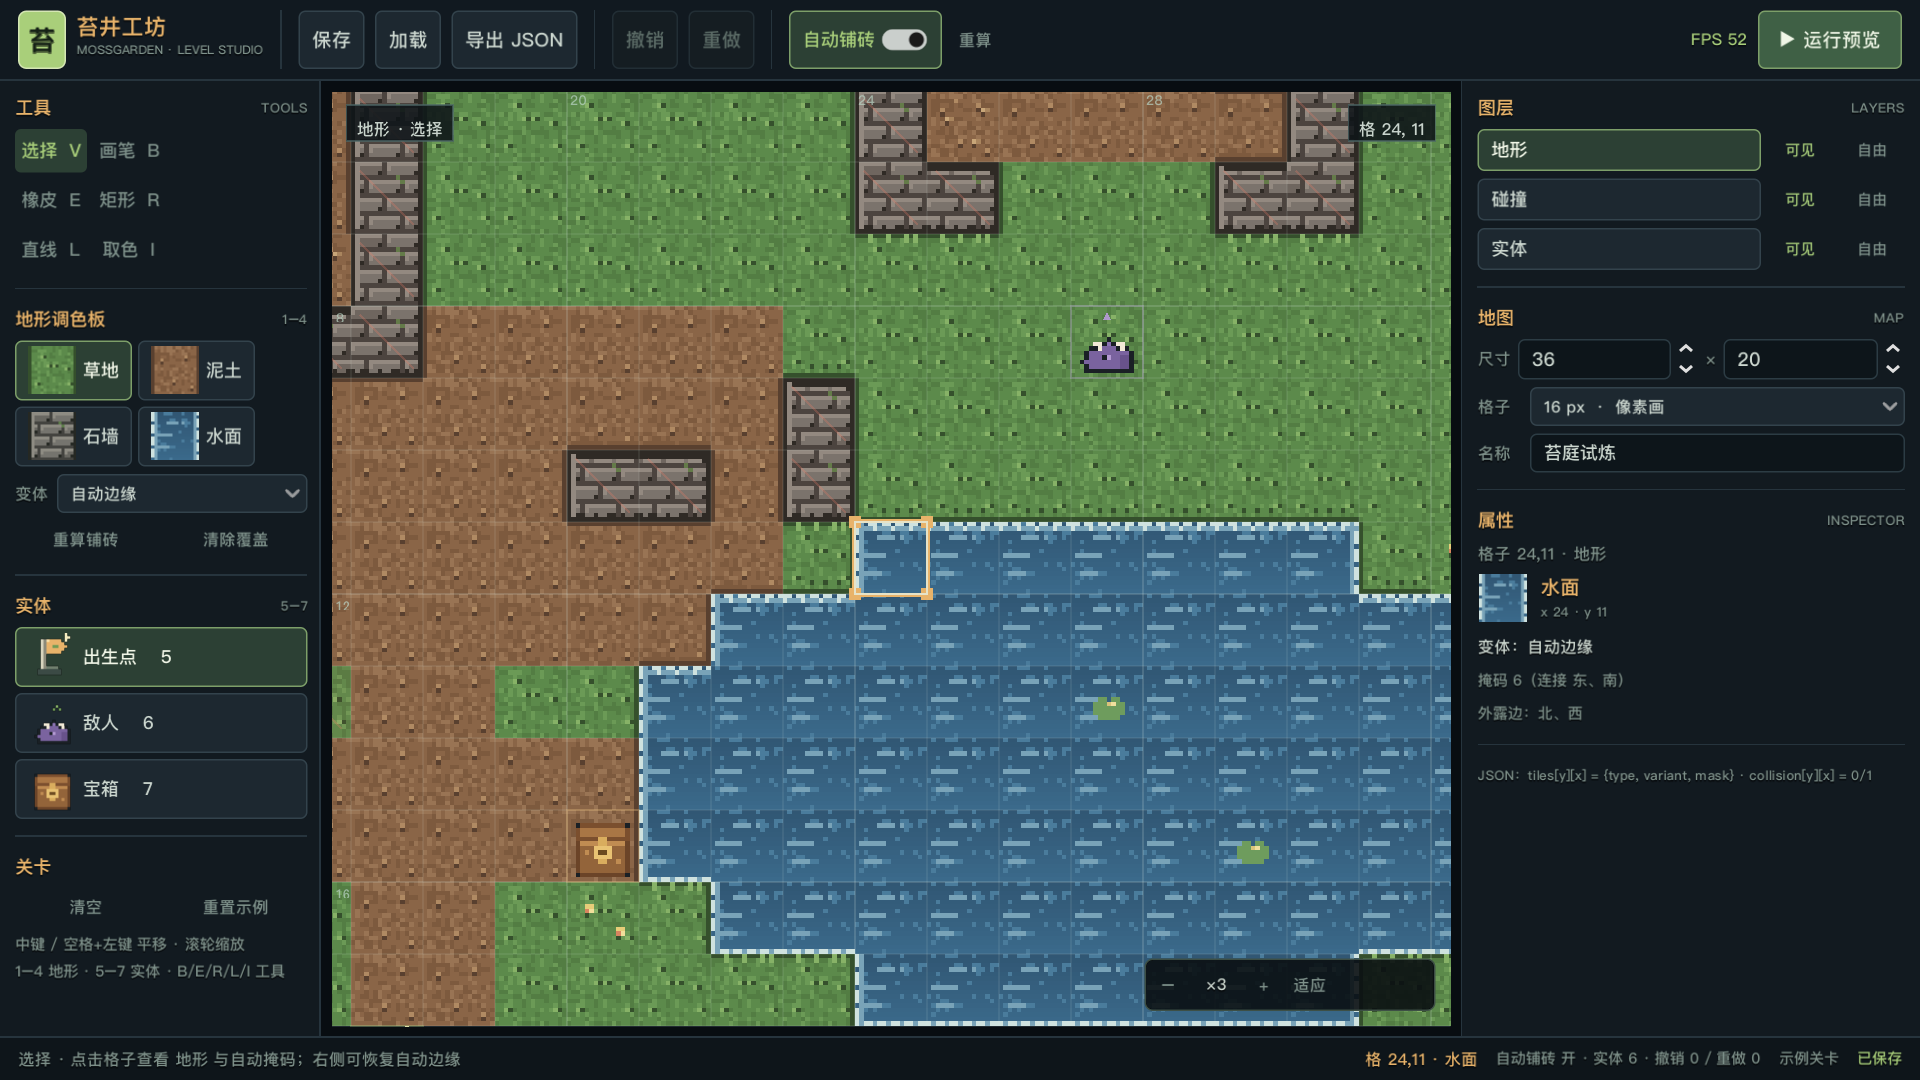 苔
苔井工坊
MOSSGARDEN · LEVEL STUDIO
保存
加载
导出 JSON
撤销
重做
自动铺砖
重算
FPS 52
▶ 运行预览
工具
TOOLS
选择 V
画笔 B
橡皮 E
矩形 R
直线 L
取色 I
地形调色板
1—4
草地
泥土
石墙
水面
变体
自动边缘
重算铺砖
清除覆盖
实体
5—7
出生点 5
敌人 6
宝箱 7
关卡
清空
重置示例
中键 / 空格+左键 平移 · 滚轮缩放
1—4 地形 · 5—7 实体 · B/E/R/L/I 工具
20
24
28
地形 · 选择
格 24, 11
8
12
16
− ×3 + 适应
图层
LAYERS
地形
可见
自由
碰撞
可见
自由
实体
可见
自由
地图
MAP
尺寸
36
×
20
格子
16 px · 像素画
名称
苔庭试炼
属性
INSPECTOR
格子 24,11 · 地形
水面
x 24 · y 11
变体：自动边缘
掩码 6（连接 东、南）
外露边：北、西
JSON：tiles[y][x] = {type, variant, mask} · collision[y][x] = 0/1
选择 · 点击格子查看 地形 与自动掩码；右侧可恢复自动边缘
格 24,11 · 水面
自动铺砖 开 · 实体 6 · 撤销 0 / 重做 0
示例关卡
已保存